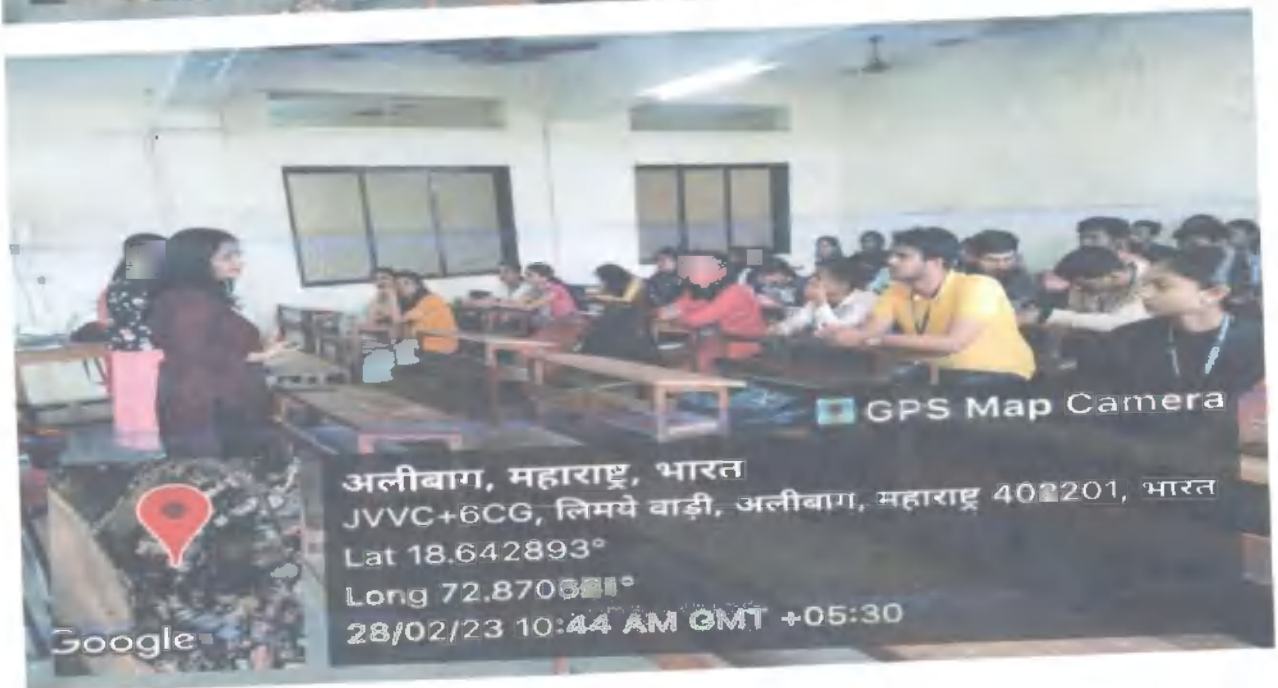 GPS Map Camera
अलीबाग, महाराष्ट्र, भारत
JVVC+6CG, लिमये वाड़ी, अलीबाग, महाराष्ट्र 402201, भारत
Lat 18.642893°
Long
28/02/23 10:44 AM GMT +05:30
Google